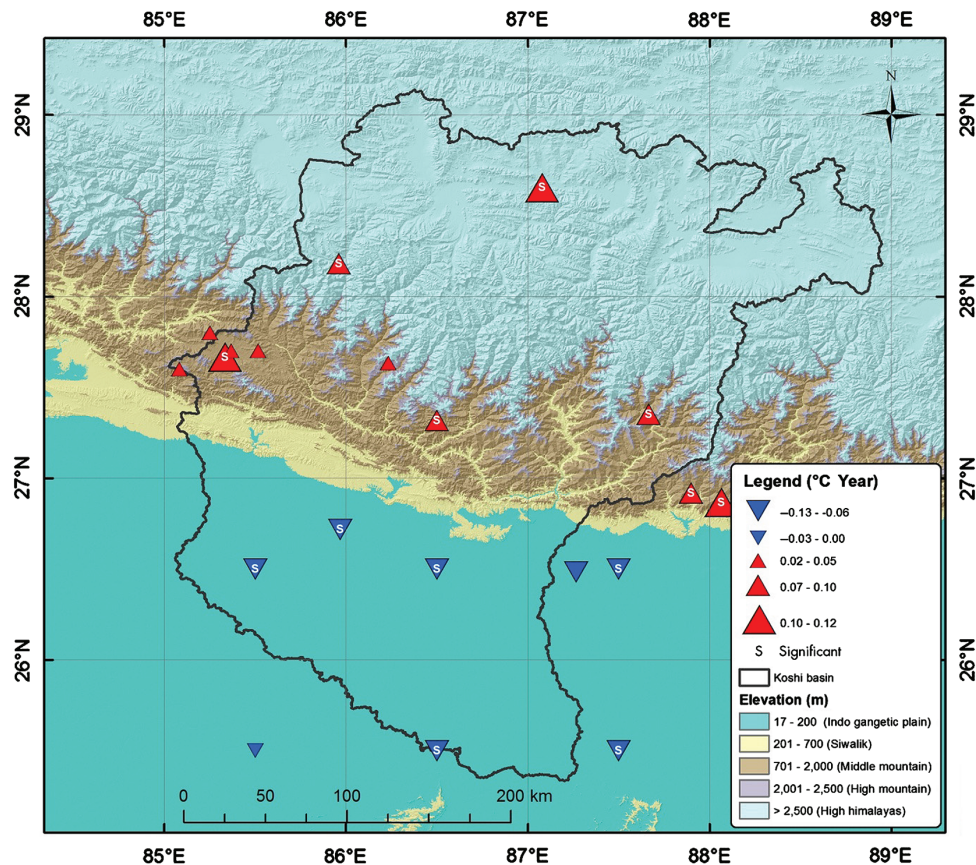 85°E 86°E 87°E 88°E 89°E
N
29°N 29°N
S
S
28°N 28°N
S
S
S
27°N 27°N
S
S
S
S
S
S
26°N 26°N
S
S
Legend (°C Year)
–0.13 - -0.06
–0.03 - 0.00
0.02 - 0.05
0.07 - 0.10
0.10 - 0.12
S Significant
Koshi basin
Elevation (m)
17 - 200 (Indo gangetic plain)
201 - 700 (Siwalik)
701 - 2,000 (Middle mountain)
2,001 - 2,500 (High mountain)
> 2,500 (High himalayas)
0 50 100 200 km
85°E 86°E 87°E 88°E 89°E